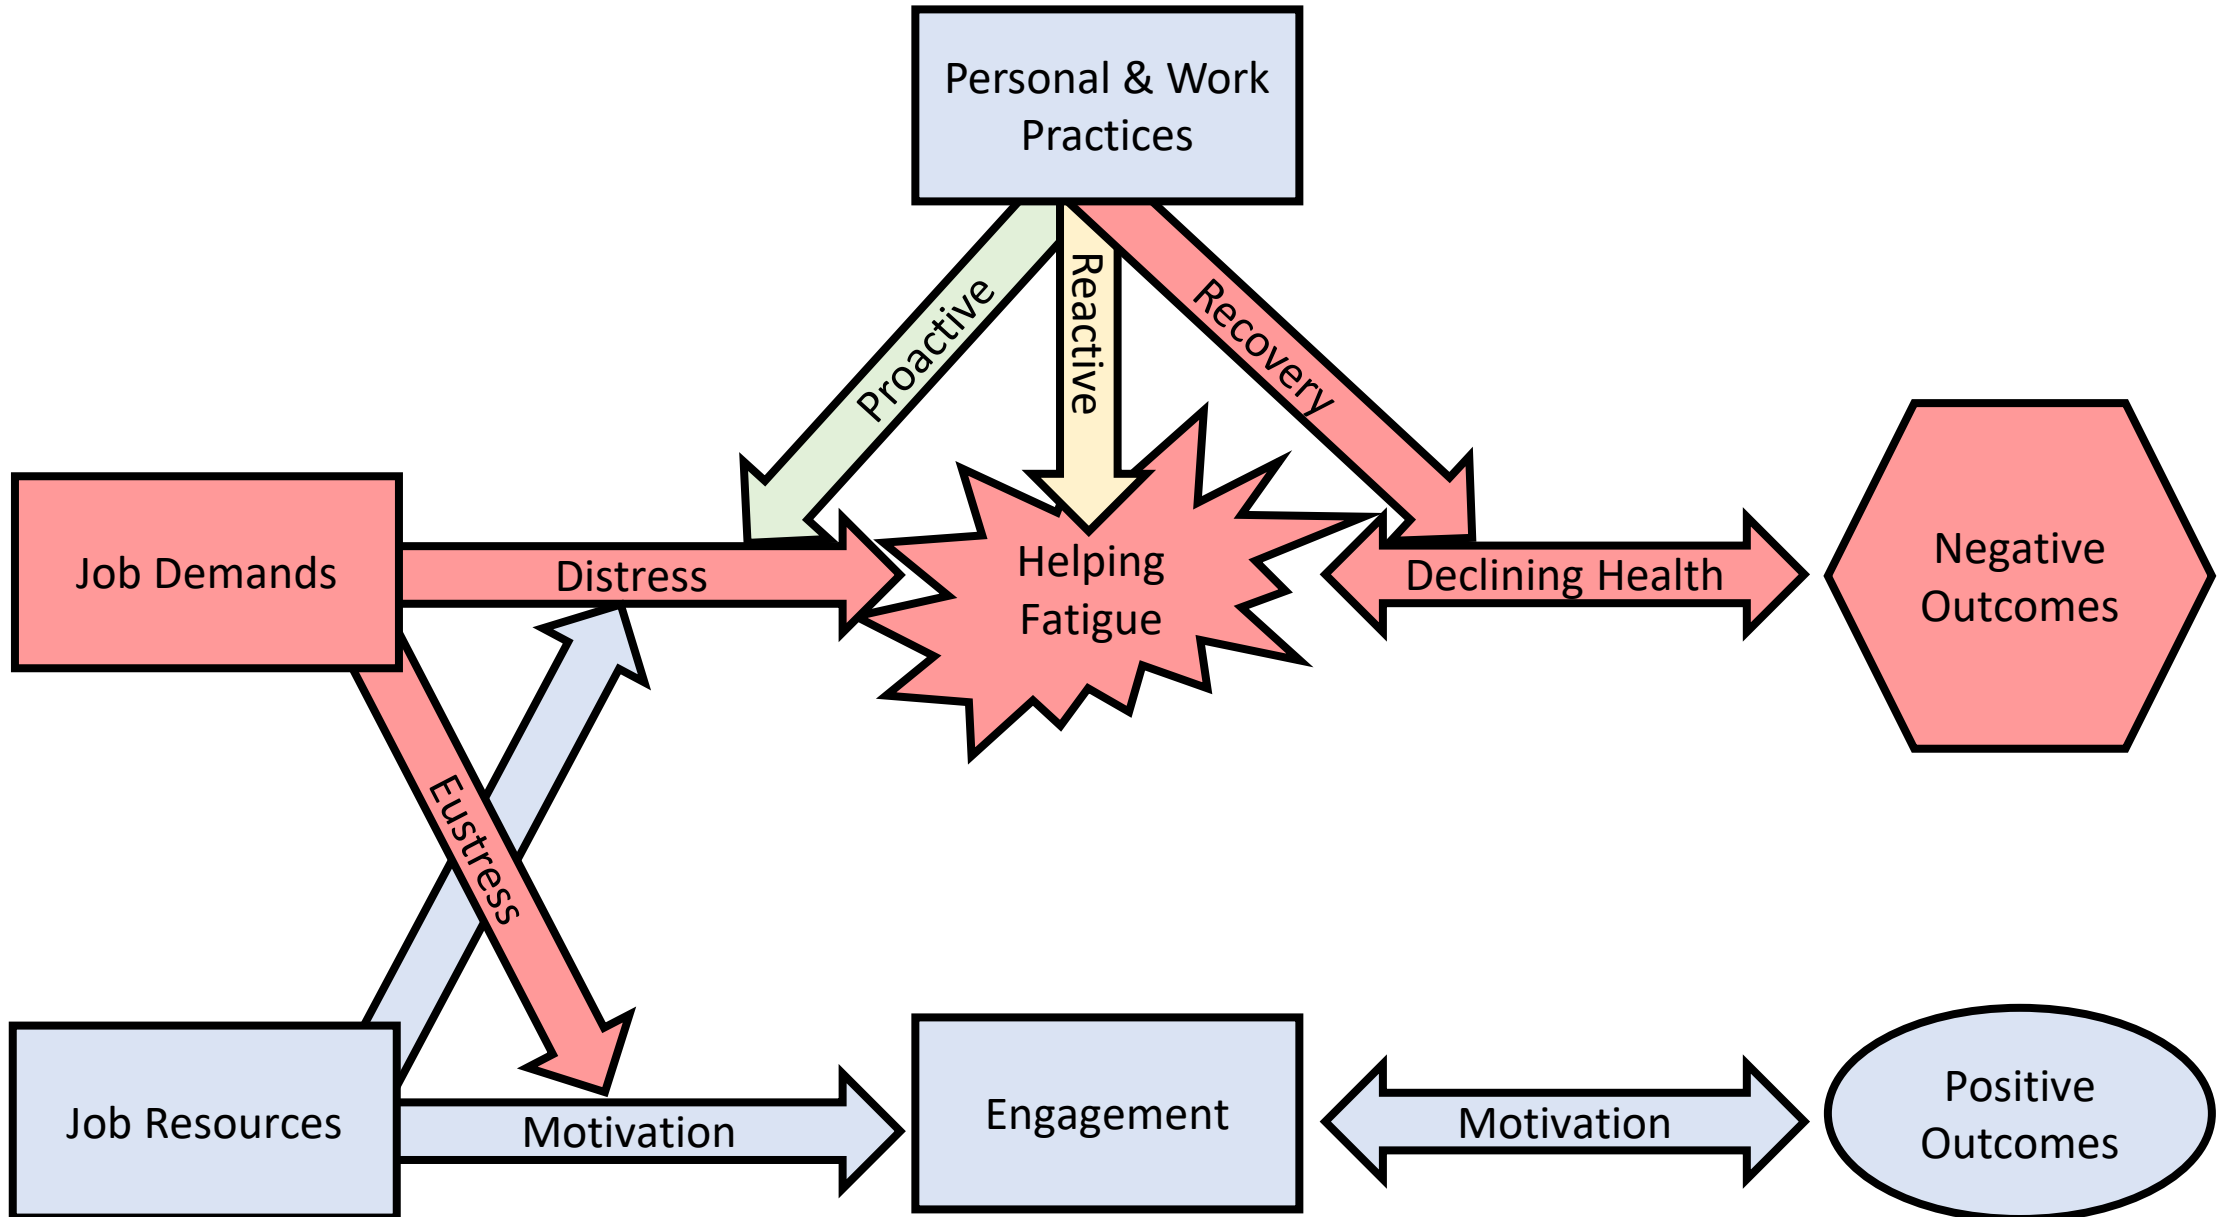 Personal & Work
Practices
Proactive
Reactive
Recovery
Job Demands
Distress
Helping
Fatigue
Declining Health
Negative
Outcomes
Eustress
Job Resources
Motivation
Engagement
Motivation
Positive
Outcomes